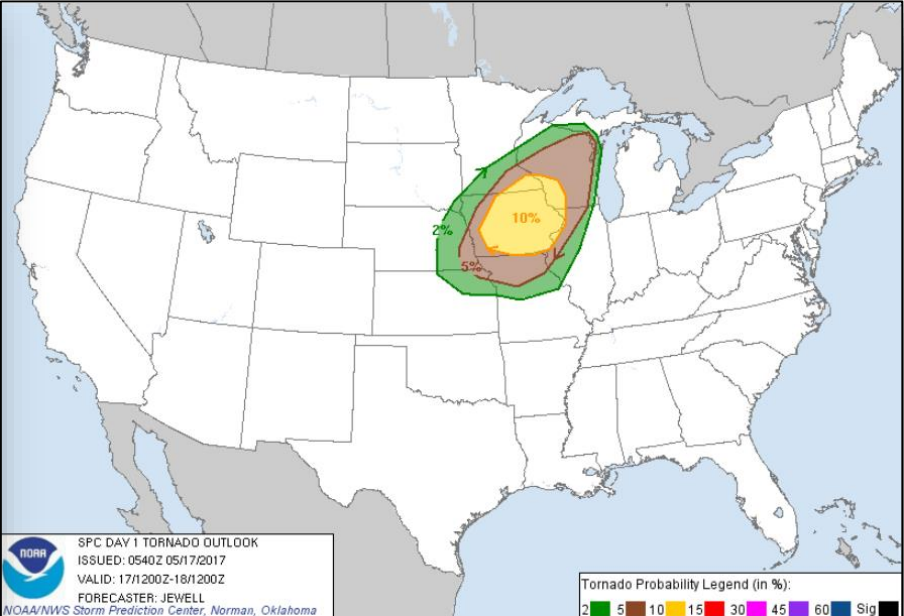 10%
2%
5%
NOAA
SPC DAY 1 TORNADO OUTLOOK
ISSUED: 0540Z 05/17/2017
VALID: 17/1200Z-18/1200Z
FORECASTER: JEWELL
NOAA/NWS Storm Prediction Center, Norman, Oklahoma
Tornado Probability Legend (in %):
2 5 10 15 30 45 60 Sig